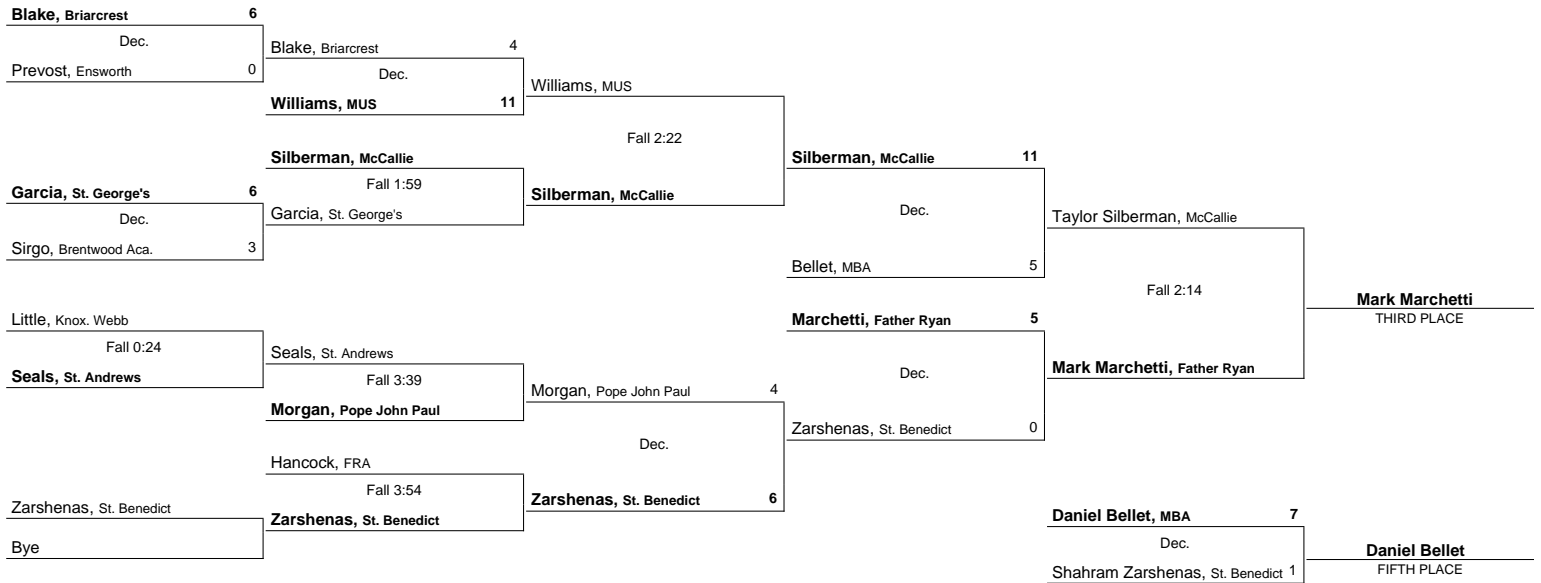 Blake, Briarcrest 6
Dec.
Prevost, Ensworth 0
Garcia, St. George's 6
Dec.
Sirgo, Brentwood Aca. 3
Little, Knox. Webb
Fall 0:24
Seals, St. Andrews
Zarshenas, St. Benedict
Bye
Blake, Briarcrest 4
Dec.
Williams, MUS 11
Silberman, McCallie
Fall 1:59
Garcia, St. George's
Seals, St. Andrews
Fall 3:39
Morgan, Pope John Paul
Hancock, FRA
Fall 3:54
Zarshenas, St. Benedict
Williams, MUS
Fall 2:22
Silberman, McCallie
Morgan, Pope John Paul 4
Dec.
Zarshenas, St. Benedict 6
Silberman, McCallie 11
Dec.
Bellet, MBA 5
Marchetti, Father Ryan 5
Dec.
Zarshenas, St. Benedict 0
Taylor Silberman, McCallie
Fall 2:14
Mark Marchetti, Father Ryan
Mark Marchetti
THIRD PLACE
Daniel Bellet, MBA 7
Dec.
Shahram Zarshenas, St. Benedict 1
Daniel Bellet
FIFTH PLACE